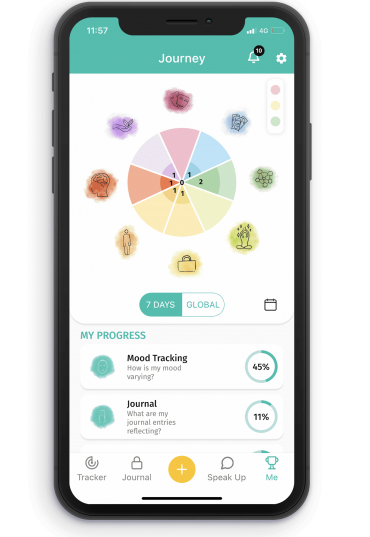 11:57
4G
Journey
10
1
1
1
0
2
1
1
7 DAYS
GLOBAL
MY PROGRESS
Mood Tracking
How is my mood
varying?
45%
Journal
What are my
journal entries
reflecting?
11%
Tracker
Journal
Speak Up
Me